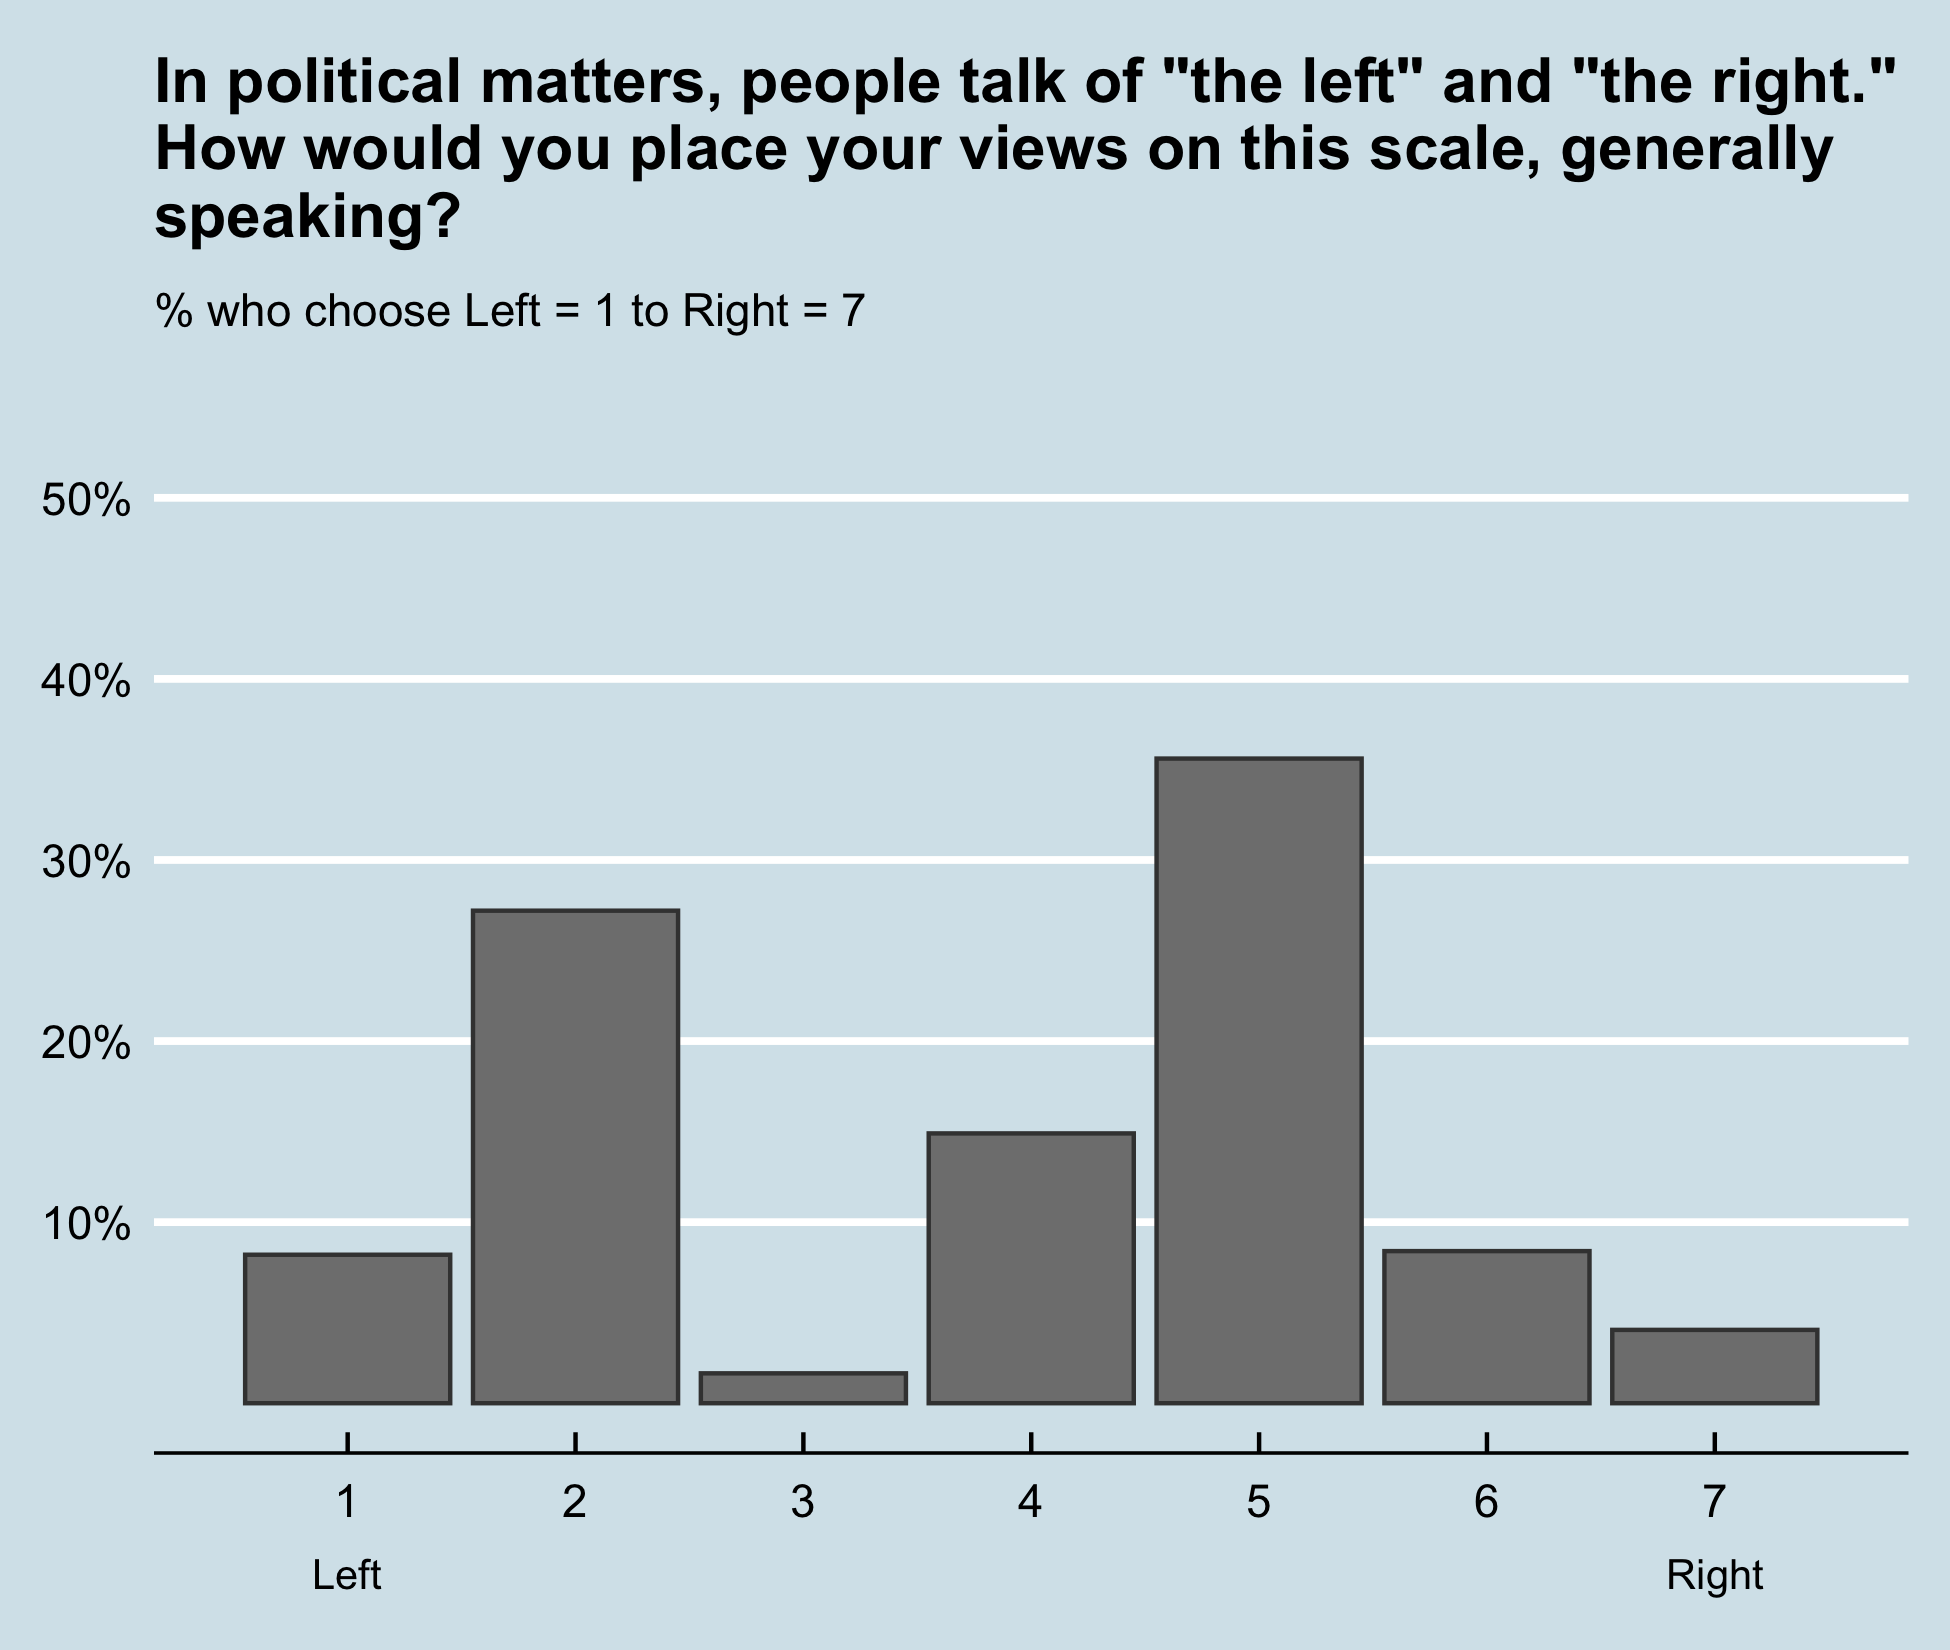 In political matters, people talk of "the left" and "the right."
How would you place your views on this scale, generally
speaking?
% who choose Left = 1 to Right = 7
50%
40%
30%
20%
10%
1 2 3 4 5 6 7
Left Right